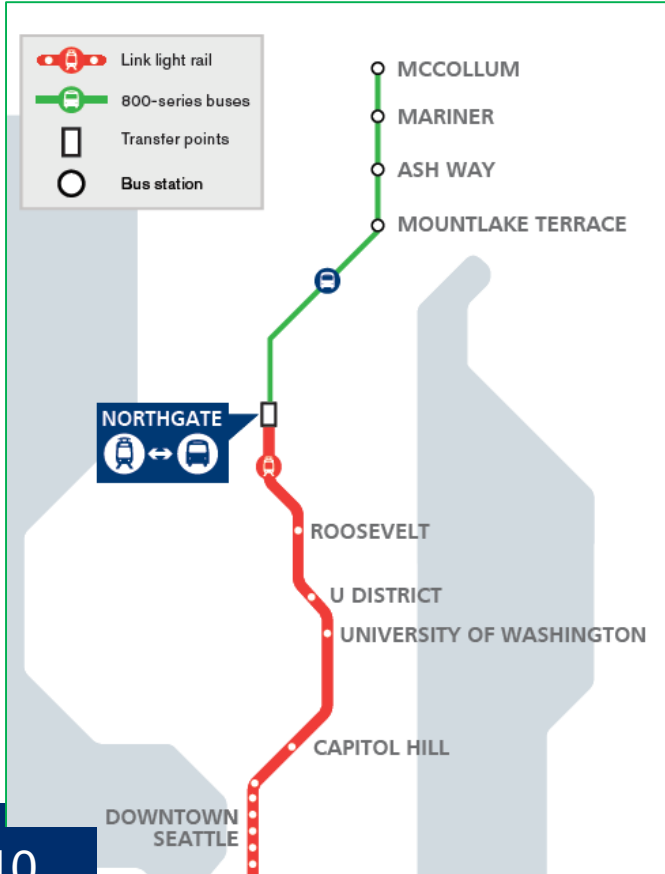 Link light rail
800-series buses
Transfer points
Bus station
MCCOLLUM
MARINER
ASH WAY
MOUNTLAKE TERRACE
NORTHGATE
ROOSEVELT
U DISTRICT
UNIVERSITY OF WASHINGTON
CAPITOL HILL
DOWNTOWN
SEATTLE
10